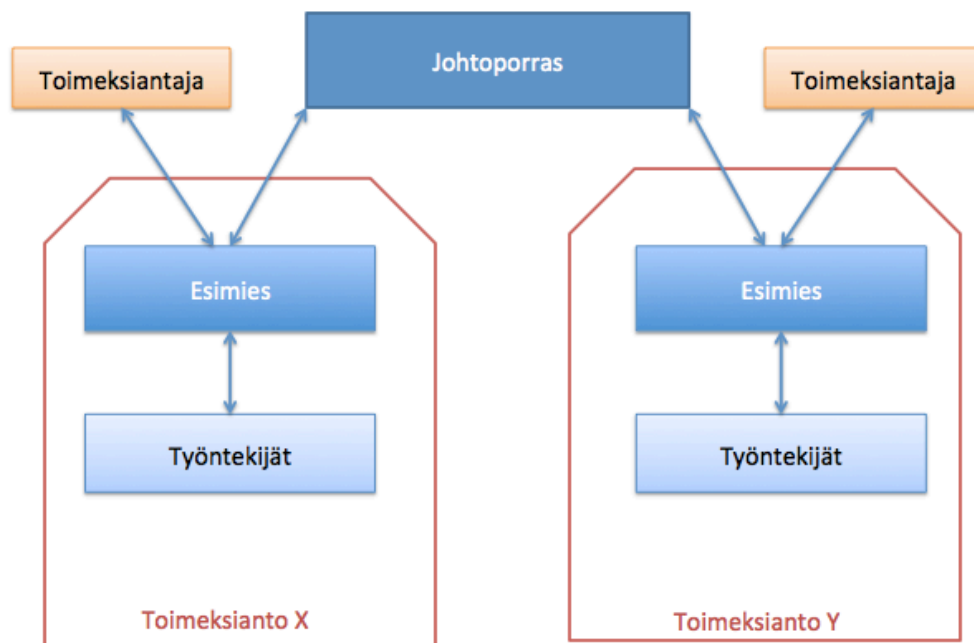 Johtoporras
Toimeksiantaja
Toimeksiantaja
Esimies
Esimies
Työntekijät
Työntekijät
Toimeksianto X
Toimeksianto Y